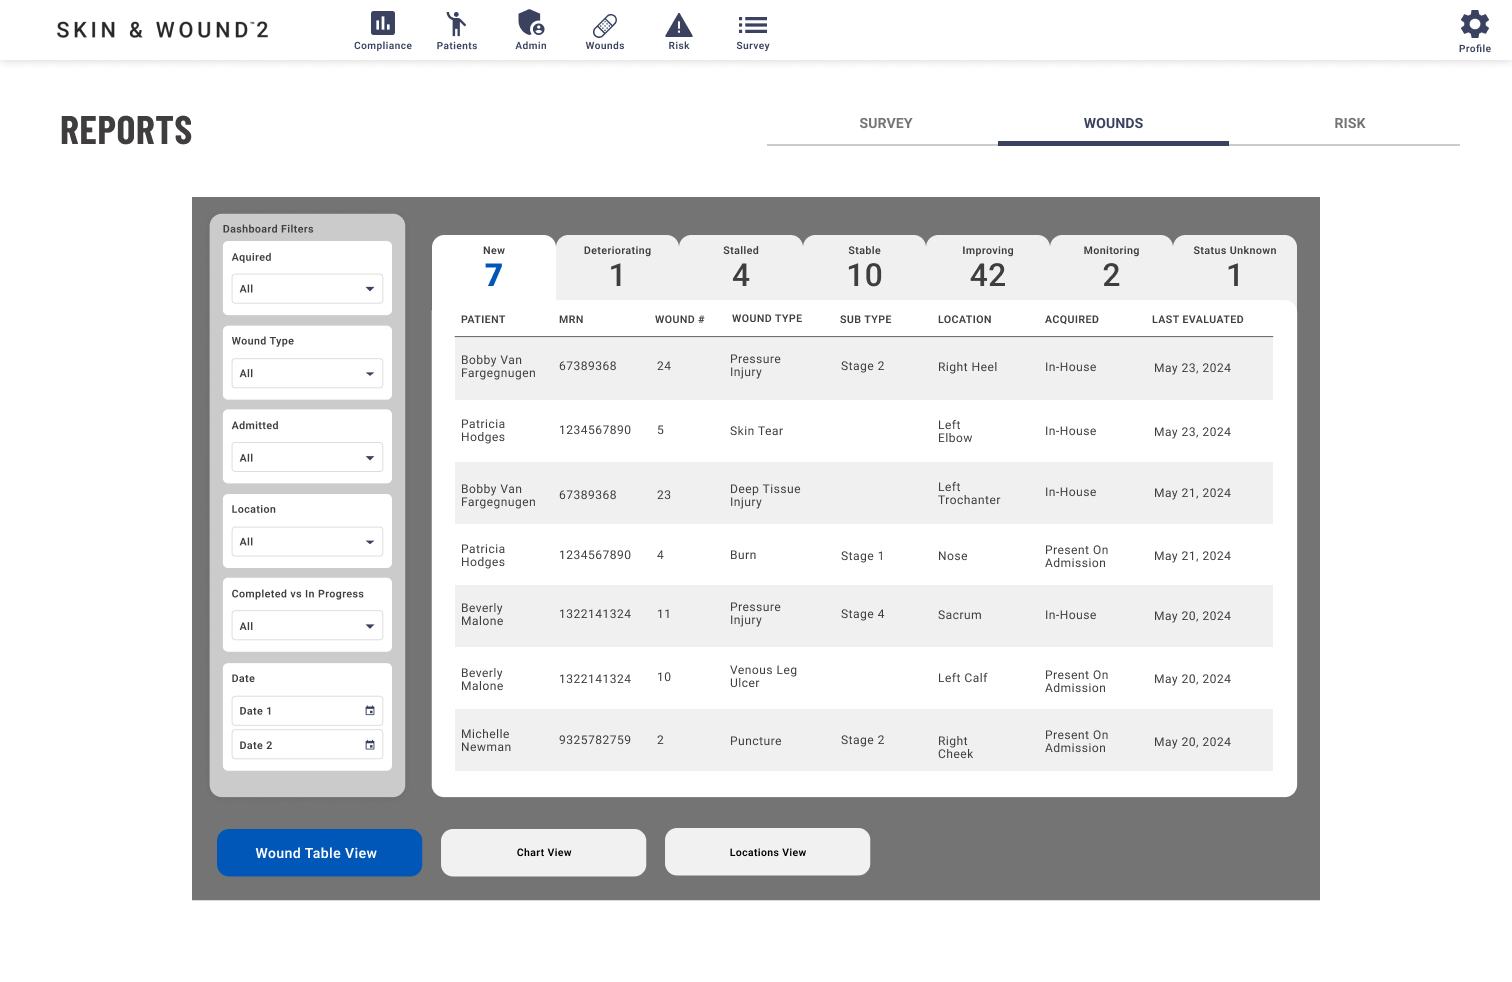 SKIN & WOUND™2
Compliance
Patients
Admin
Wounds
Risk
Survey
Profile
REPORTS
SURVEY
WOUNDS
RISK
Dashboard Filters
Aquired
All
Wound Type
All
Admitted
All
Location
All
Completed vs In Progress
All
Date
Date 1
Date 2
New
7
Deteriorating
1
Stalled
4
Stable
10
Improving
42
Monitoring
2
Status Unknown
1
PATIENT MRN WOUND # WOUND TYPE SUB TYPE LOCATION ACQUIRED LAST EVALUATED
Bobby Van
Fargegnugen
67389368
24
Pressure
Injury
Stage 2
Right Heel
In-House
May 23, 2024
Patricia
Hodges
1234567890
5
Skin Tear
Left
Elbow
In-House
May 23, 2024
Bobby Van
Fargegnugen
67389368
23
Deep Tissue
Injury
Left
Trochanter
In-House
May 21, 2024
Patricia
Hodges
1234567890
4
Burn
Stage 1
Nose
Present On
Admission
May 21, 2024
Beverly
Malone
1322141324
11
Pressure
Injury
Stage 4
Sacrum
In-House
May 20, 2024
Beverly
Malone
1322141324
10
Venous Leg
Ulcer
Left Calf
Present On
Admission
May 20, 2024
Michelle
Newman
9325782759
2
Puncture
Stage 2
Right
Cheek
Present On
Admission
May 20, 2024
Wound Table View
Chart View
Locations View